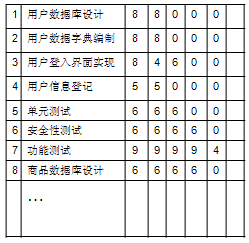 1 用户数据库设计 8 8 0 0 0
2 用户数据字典编制 8 8 0 0 0
3 用户登入界面实现 8 4 6 0 0
4 用户信息登记 5 5 0 0 0
5 单元测试 6 6 6 0 0
6 安全性测试 6 6 6 6 0
7 功能测试 9 9 9 9 4
8 商品数据库设计 6 6 6 6 0
...